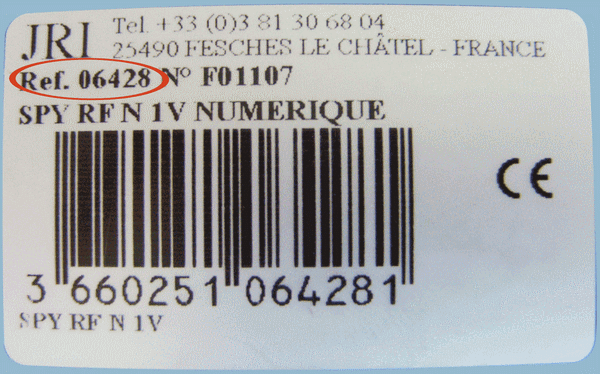 JRI Tel. +33 (0)3 81 30 68 04
25490 FESCHES LE CHÂTEL - FRANCE
Ref. 06428 N° F01107
SPY RF N 1V NUMERIQUE
CE
3 660251 064281
SPY RF N 1V